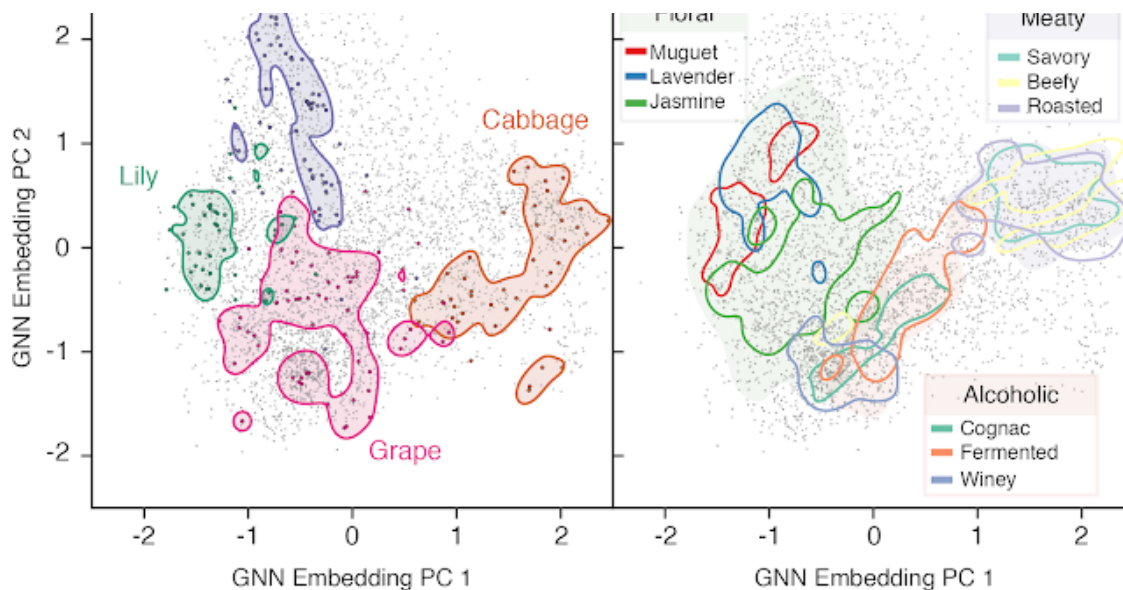 Floral
Muguet
Lavender
Jasmine
Meaty
Savory
Beefy
Roasted
Cabbage
Lily
Grape
Alcoholic
Cognac
Fermented
Winey
GNN Embedding PC 2
2
1
0
-1
-2
-2
-1
0
1
2
-2
-1
0
1
2
GNN Embedding PC 1
GNN Embedding PC 1